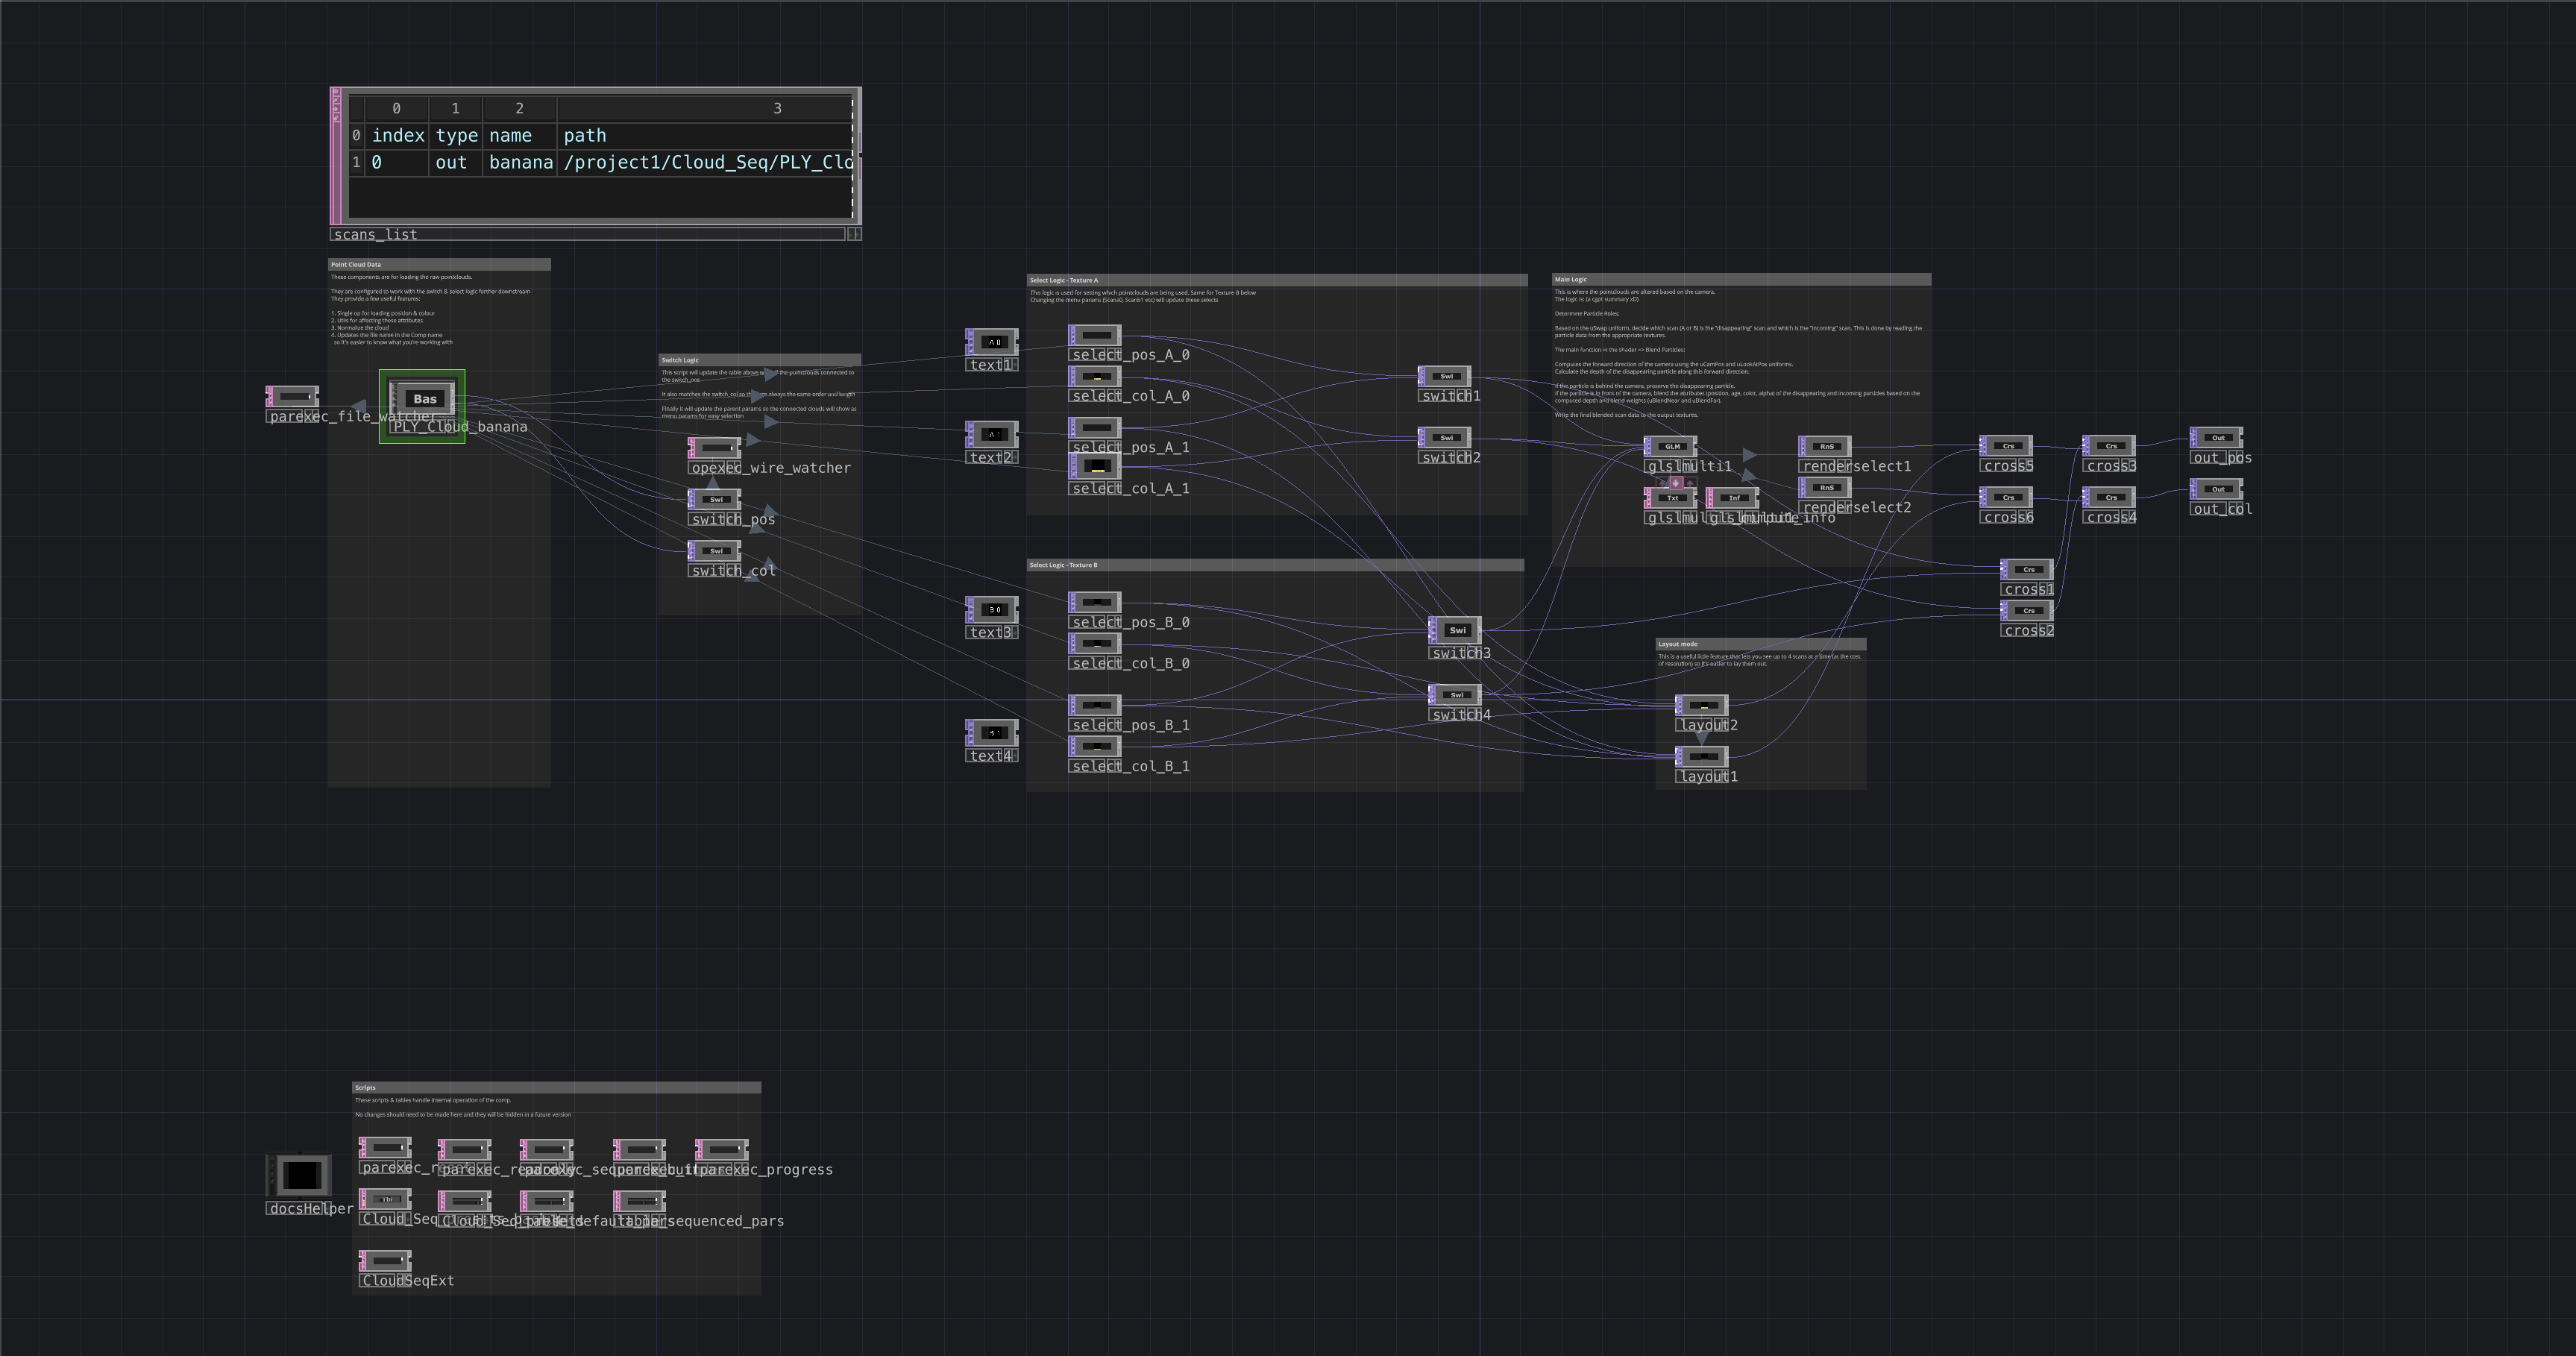 0 1 2 3
0 index type name path
1 0 out banana /project1/Cloud_Seq/PLY_Clo
scans_list
Point Cloud Data
These components are for loading the raw pointclouds.
They are configured to work with the switch & select logic further downstream
They provide a few useful features:
1. Single op for loading position & colour
2. Utils for affecting these attributes
3. Normalize the cloud
4. Updates the file name in the Comp name
so it's easier to know what you're working with
parexec_file_watcher
Bas
PLY_Cloud_banana
Switch Logic
This script will update the table above the pointclouds connected to
the switch_pos
It also matches the switch_col so always the same order and length
Finally it will update the parent params so the connected clouds will show as
menu params for easy selection
opexec_wire_watcher
Swi
switch_pos
Swi
switch_col
A 0
text1
text2
B 0
text3
text4
Select Logic - Texture A
This logic is used for setting which pointclouds are being used. Same for Texture B below
Changing the menu params (Scana0, Scanb1 etc) will update these selects
select_pos_A_0
select_col_A_0
select_pos_A_1
select_col_A_1
Swi
switch1
Swi
switch2
Select Logic - Texture B
select_pos_B_0
select_col_B_0
select_pos_B_1
select_col_B_1
Swi
switch3
Swi
switch4
Main Logic
This is where the pointclouds are altered based on the camera.
The logic is: (a cgpt summary xD)
Determine Particle Roles:
Based on the uSwap uniform, decide which scan (A or B) is the "disappearing" scan and which is the "incoming" scan. This is done by reading the
particle data from the appropriate textures.
The main function in the shader => Blend Particles:
Computes the forward direction of the camera using the uCamPos and uLookAtPos uniforms.
Calculate the depth of the disappearing particle along this forward direction.
If the particle is behind the camera, preserve the disappearing particle.
If the particle is in front of the camera, blend the attributes (position, age, color, alpha) of the disappearing and incoming particles based on the
computed depth and blend weights (uBlendNear and uBlendFar).
Write the final blended scan data to the output textures.
GLM
glslmulti1
Txt
Inf
RnS
renderselect1
RnS
renderselect2
Crs
cross5
Crs
cross3
Out
out_pos
Crs
cross6
Crs
cross4
Out
out_col
Crs
cross1
Crs
cross2
Layout mode
This is a useful little feature that lets you see up to 4 scans at a time (at the cost
of resolution) so it's easier to lay them out.
layout2
layout1
Scripts
These scripts & tables handle internal operation of the comp.
No changes should need to be made here and they will be hidden in a future version
parexec_progress
docsHelper
CloudSeqExt